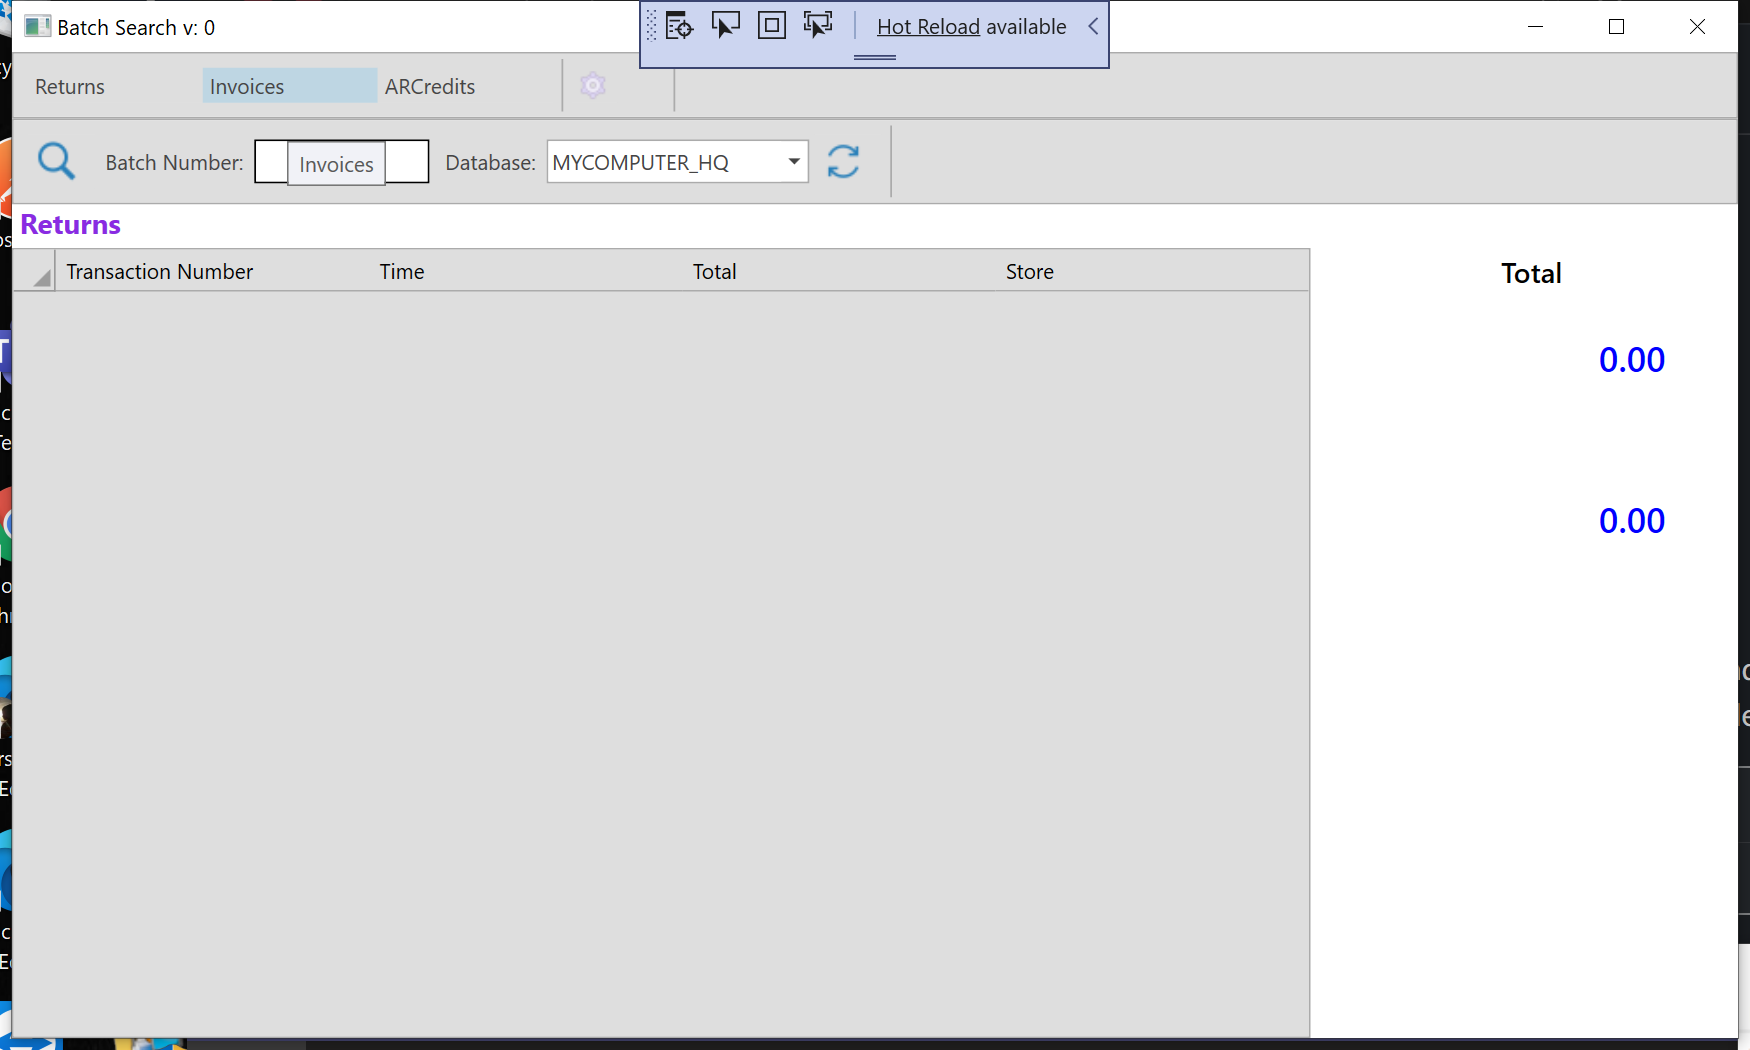 Batch Search v: 0
Hot Reload available
Returns Invoices ARCredits
Batch Number: Invoices Database: MYCOMPUTER_HQ
Returns
Transaction Number Time Total Store
Total
0.00
0.00